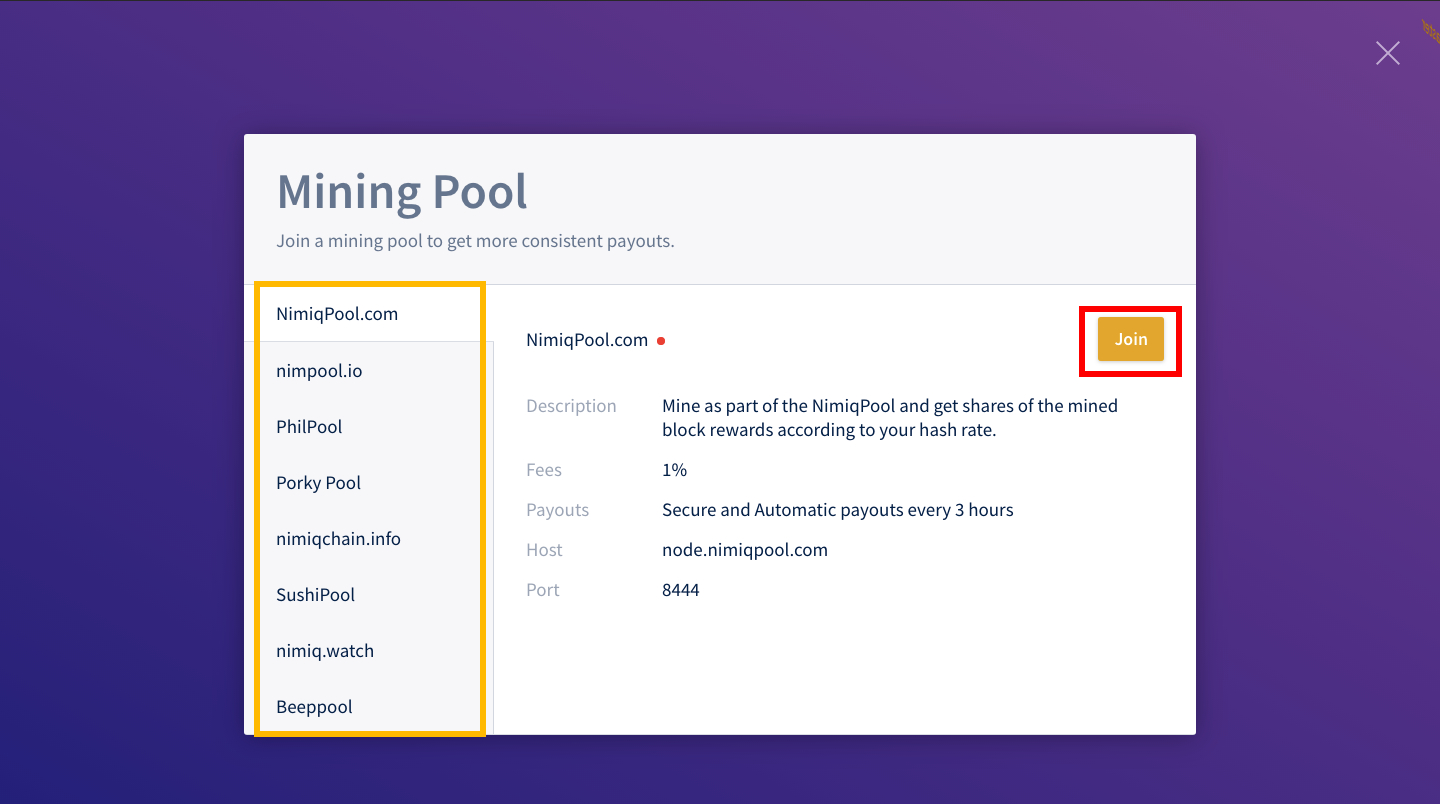 Mining Pool
Join a mining pool to get more consistent payouts.
NimiqPool.com
nimpool.io
PhilPool
Porky Pool
nimiqchain.info
SushiPool
nimiq.watch
Beeppool
NimiqPool.com
Join
Description Mine as part of the NimiqPool and get shares of the mined
block rewards according to your hash rate.
Fees 1%
Payouts Secure and Automatic payouts every 3 hours
Host node.nimiqpool.com
Port 8444